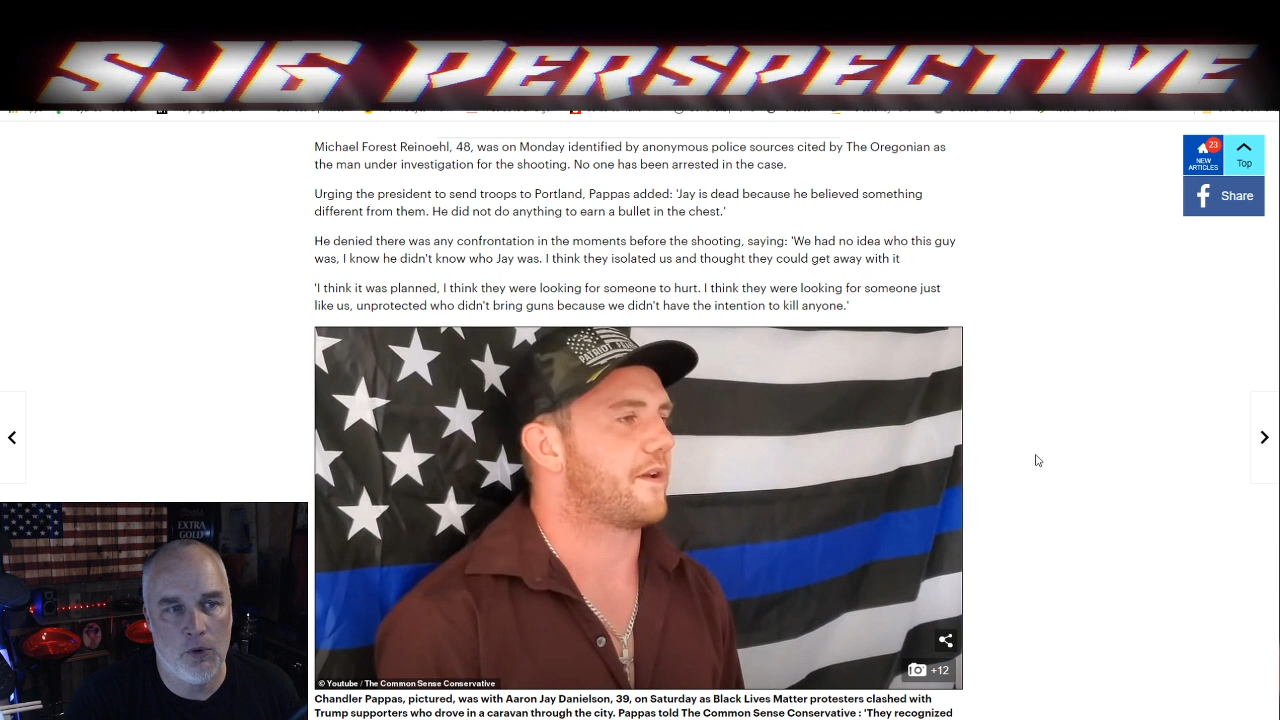 SJG PERSPECTIVE
Michael Forest Reinoehl, 48, was on Monday identified by anonymous police sources cited by The Oregonian as
the man under investigation for the shooting. No one has been arrested in the case.
23
NEW
ARTICLES
Top
Share
Urging the president to send troops to Portland, Pappas added: 'Jay is dead because he believed something
different from them. He did not do anything to earn a bullet in the chest.'
He denied there was any confrontation in the moments before the shooting, saying: 'We had no idea who this guy
was, I know he didn't know who Jay was. I think they isolated us and thought they could get away with it
'I think it was planned, I think they were looking for someone to hurt. I think they were looking for someone just
like us, unprotected who didn't bring guns because we didn't have the intention to kill anyone.'
PATRIOT
EXTRA
GOLD
+12
© Youtube / The Common Sense Conservative
Chandler Pappas, pictured, was with Aaron Jay Danielson, 39, on Saturday as Black Lives Matter protesters clashed with
Trump supporters who drove in a caravan through the city. Pappas told The Common Sense Conservative : 'They recognized